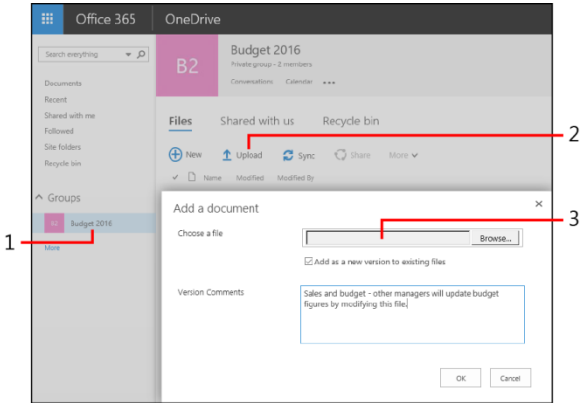 Office 365
OneDrive
Search everything
Documents
Recent
Shared with me
Followed
Site folders
Recycle bin
Groups
B2
Budget 2016
More
B2
Budget 2016
Private group - 2 members
Conversations Calendar •••
Files Shared with us Recycle bin
New Upload Sync Share More
Name Modified Modified By
Add a document
Choose a file
Browse...
Add as a new version to existing files
Version Comments
Sales and budget - other managers will update budget
figures by modifying this file.
OK Cancel
1
2
3